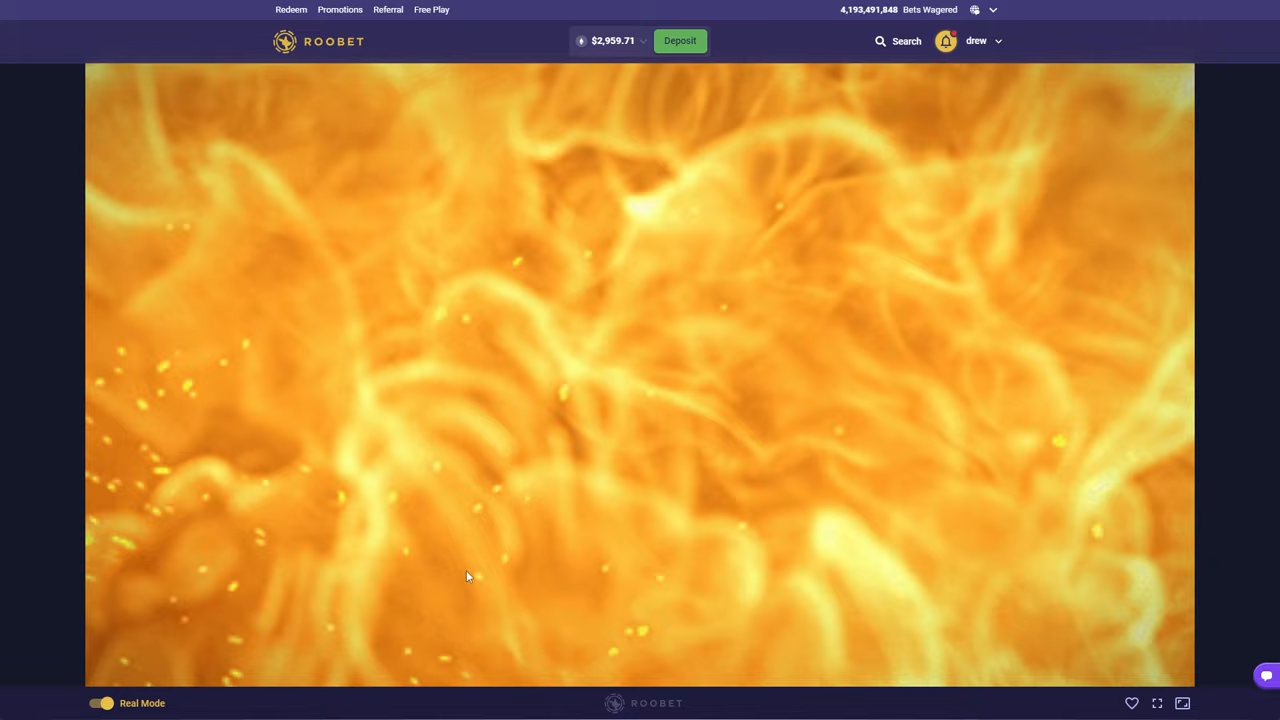 Redeem Promotions Referral Free Play 4,193,491,848 Bets Wagered
ROOBET $2,959.71 Deposit Search drew
Real Mode ROOBET